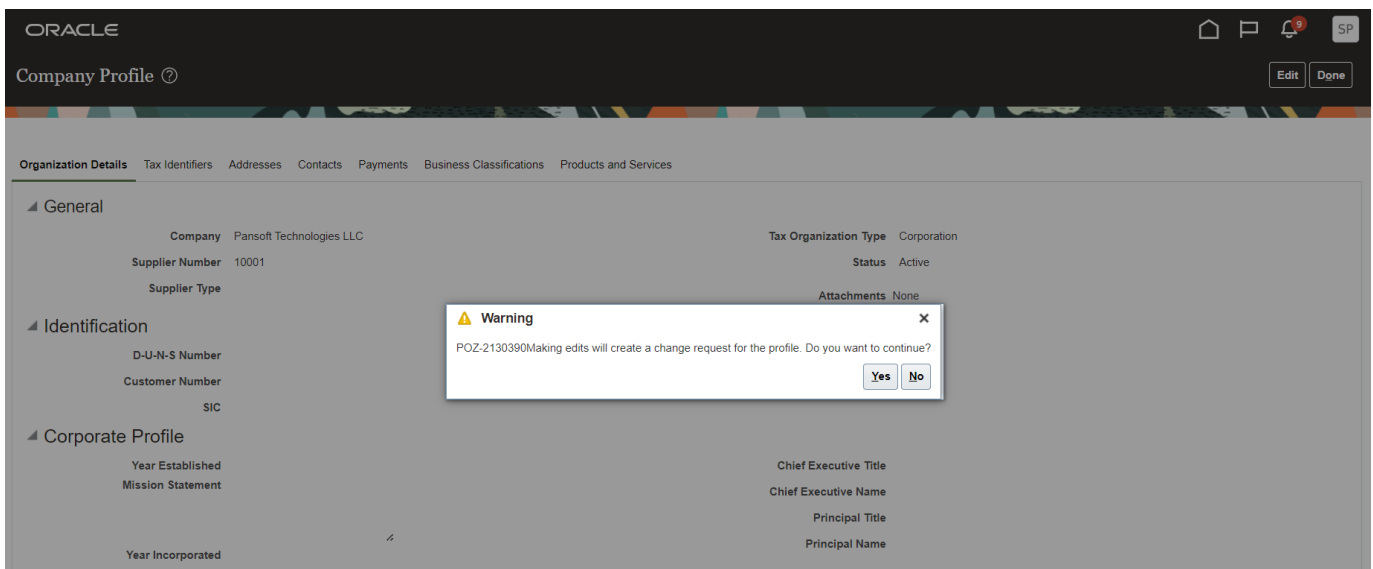 ORACLE
9
SP
Company Profile ?
Edit Done
Organization Details Tax Identifiers Addresses Contacts Payments Business Classifications Products and Services
General
Company Pansoft Technologies LLC Tax Organization Type Corporation
Supplier Number 10001 Status Active
Supplier Type Attachments None
Warning
POZ-2130390Making edits will create a change request for the profile. Do you want to continue?
Yes No
Identification
D-U-N-S Number
Customer Number
SIC
Corporate Profile
Year Established Chief Executive Title
Mission Statement Chief Executive Name
Principal Title
Principal Name
Year Incorporated